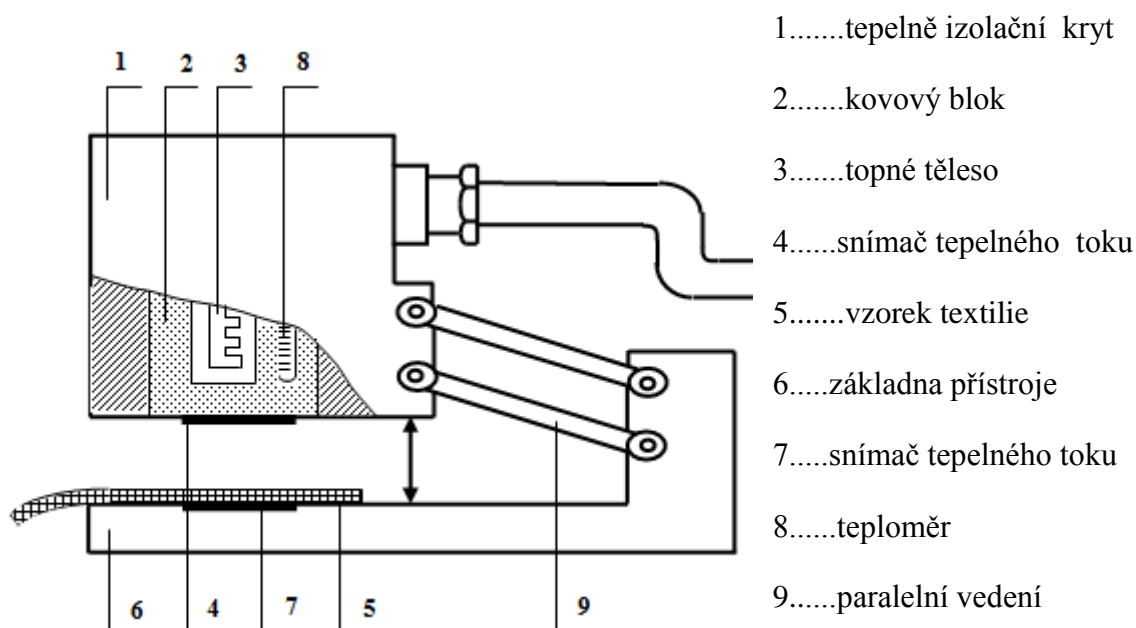 1 2 3 8
6 4 7 5 9
1.......tepelně izolační  kryt
2.......kovový blok
3.......topné těleso
4......snímač tepelného  toku
5.......vzorek textilie
6....základna přístroje
7.....snímač tepelného toku
8......teploměr
9......paralelní vedení